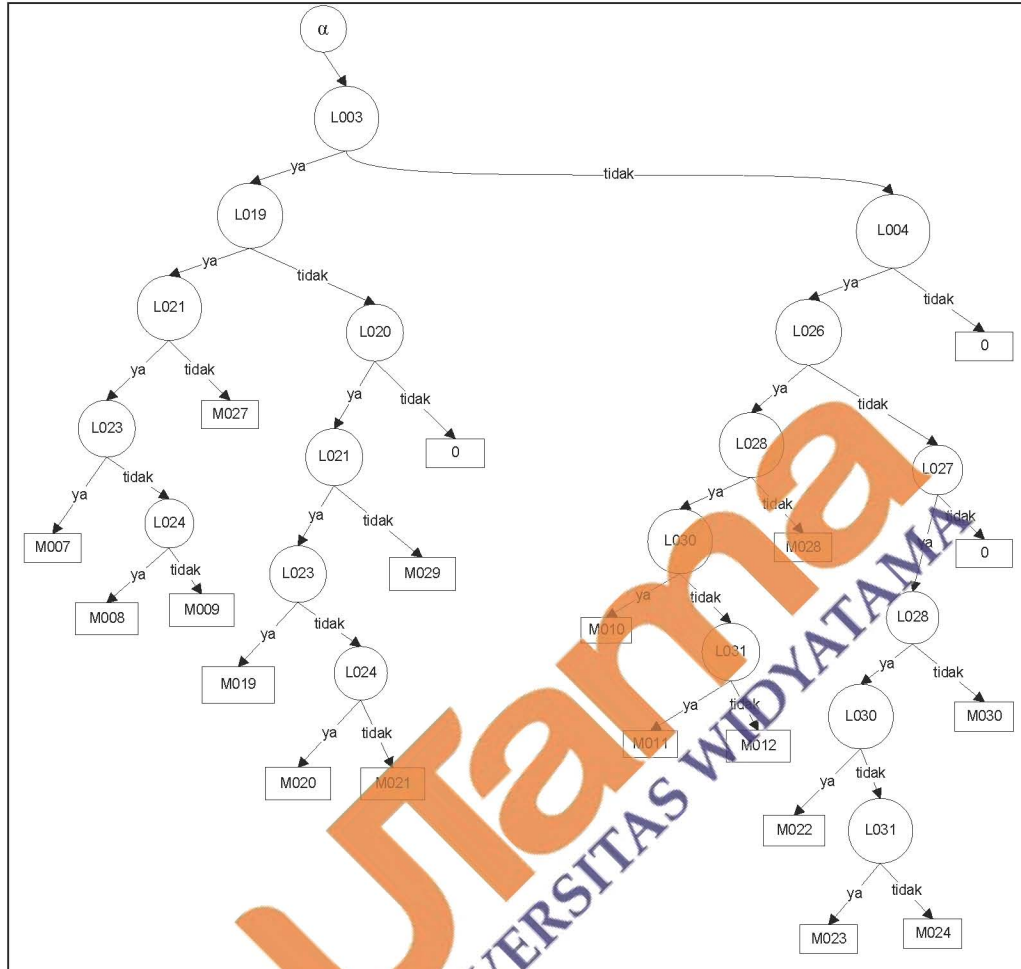 α
L003
ya
tidak
L019
L004
ya
tidak
ya
tidak
L021
L020
L026
0
ya
tidak
ya
tidak
ya
tidak
L023
M027
L021
0
L028
L027
ya
tidak
ya
tidak
ya
tidak
ya
tidak
M007
L024
L023
M029
L030
M028
0
ya
tidak
ya
tidak
ya
tidak
L028
M008
M009
M019
L024
M010
L031
ya
tidak
ya
tidak
ya
tidak
L030
M030
M020
M021
M011
M012
ya
tidak
M022
L031
ya
tidak
M023
M024
Utama
UNIVERSITAS WIDYATAMA